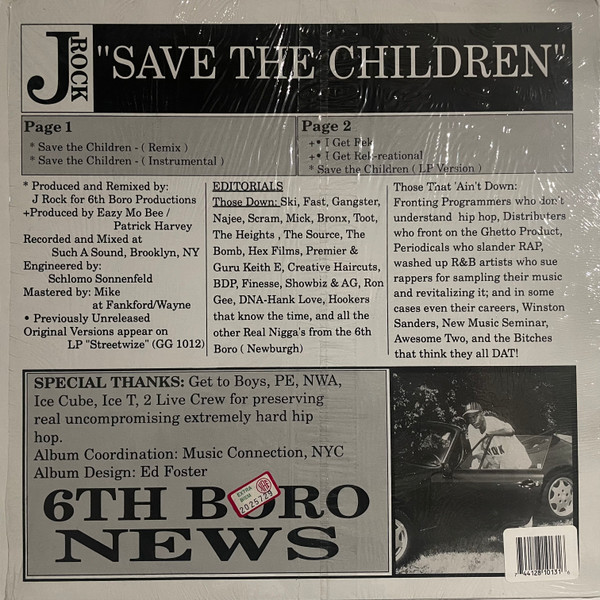 J ROCK "SAVE THE CHILDREN"
Page 1
* Save the Children - ( Remix )
* Save the Children - ( Instrumental )
Page 2
+• I Get Rek
+• I Get Rek-reational
* Save the Children ( LP Version )
* Produced and Remixed by:
J Rock for 6th Boro Productions
+Produced by Eazy Mo Bee /
Patrick Harvey
Recorded and Mixed at
Such A Sound, Brooklyn, NY
Engineered by:
Schlomo Sonnenfeld
Mastered by: Mike
at Fankford/Wayne
• Previously Unreleased
Original Versions appear on
LP "Streetwize" (GG 1012)
EDITORIALS
Those Down: Ski, Fast, Gangster,
Najee, Scram, Mick, Bronx, Toot,
The Heights , The Source, The
Bomb, Hex Films, Premier &
Guru Keith E, Creative Haircuts,
BDP, Finesse, Showbiz & AG, Ron
Gee, DNA-Hank Love, Hookers
that know the time, and all the
other Real Nigga's from the 6th
Boro ( Newburgh)
Those That 'Ain't Down:
Fronting Programmers who don't
understand hip hop, Distributers
who front on the Ghetto Product,
Periodicals who slander RAP,
washed up R&B artists who sue
rappers for sampling their music
and revitalizing it; and in some
cases even their careers, Winston
Sanders, New Music Seminar,
Awesome Two, and the Bitches
that think they all DAT!
SPECIAL THANKS: Get to Boys, PE, NWA,
Ice Cube, Ice T, 2 Live Crew for preserving
real uncompromising extremely hard hip
hop.
Album Coordination: Music Connection, NYC
Album Design: Ed Foster
6TH BORO
NEWS
2025729
7 44128 10131 6